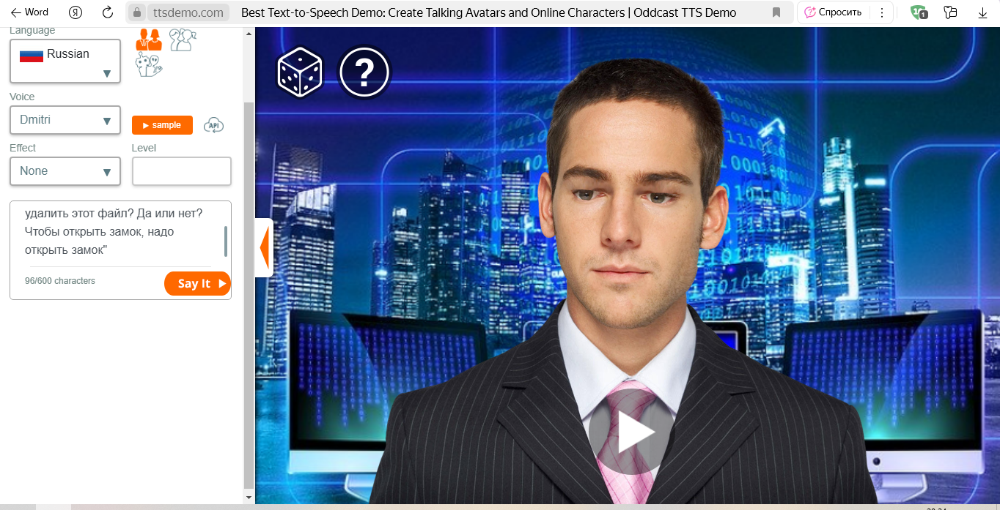 Word
Я
ttsdemo.com
Best Text-to-Speech Demo: Create Talking Avatars and Online Characters | Oddcast TTS Demo
Спросить
1
Language
Russian
Voice
Dmitri
sample
API
Effect
Level
None
удалить этот файл? Да или нет?
Чтобы открыть замок, надо
открыть замок"
96/600 characters
Say It
?